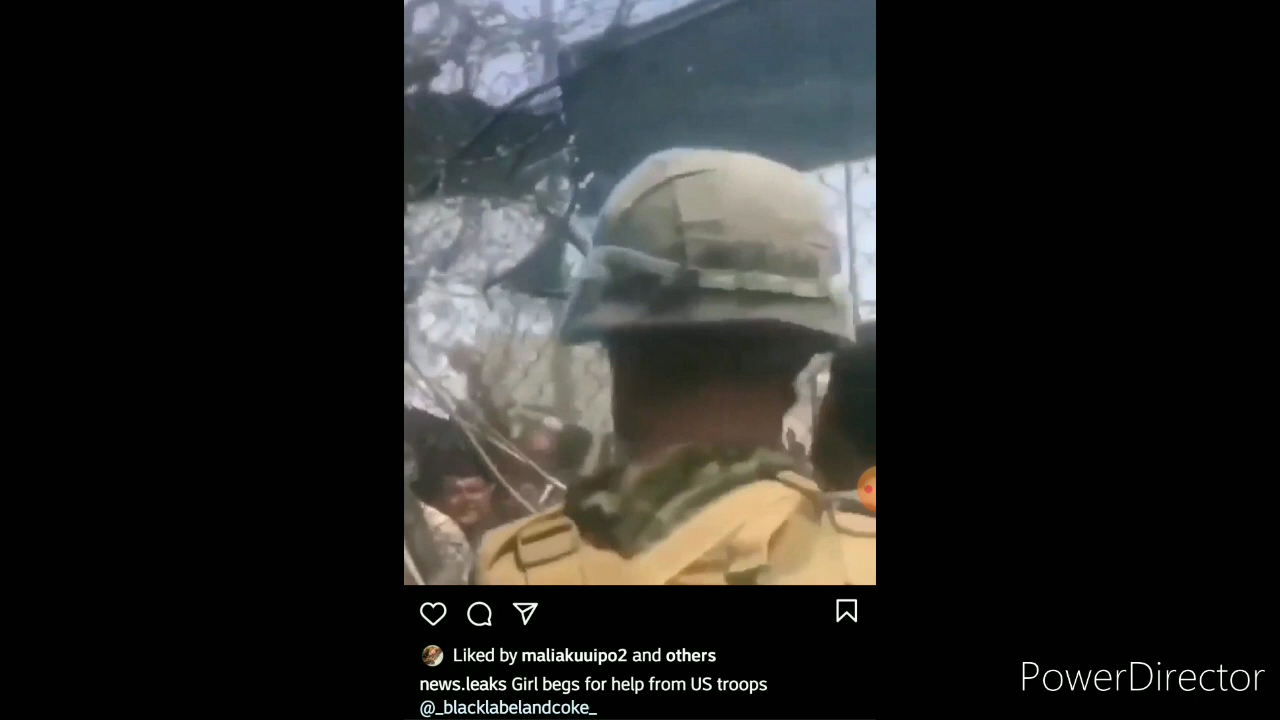 Liked by maliakuuipo2 and others
news.leaks Girl begs for help from US troops
@_blacklabelandcoke_
PowerDirector